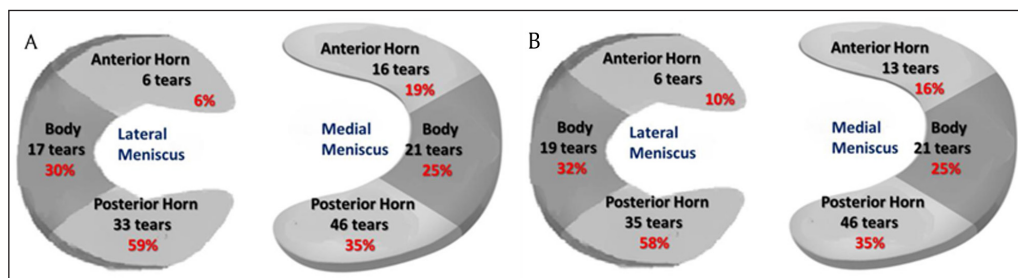 A
Anterior Horn
6 tears
6%
Body
17 tears
30%
Lateral
Meniscus
Posterior Horn
33 tears
59%
Anterior Horn
16 tears
19%
Medial
Meniscus
Body
21 tears
25%
Posterior Horn
46 tears
35%
B
Anterior Horn
6 tears
10%
Body
19 tears
32%
Lateral
Meniscus
Posterior Horn
35 tears
58%
Anterior Horn
13 tears
16%
Medial
Meniscus
Body
21 tears
25%
Posterior Horn
46 tears
35%